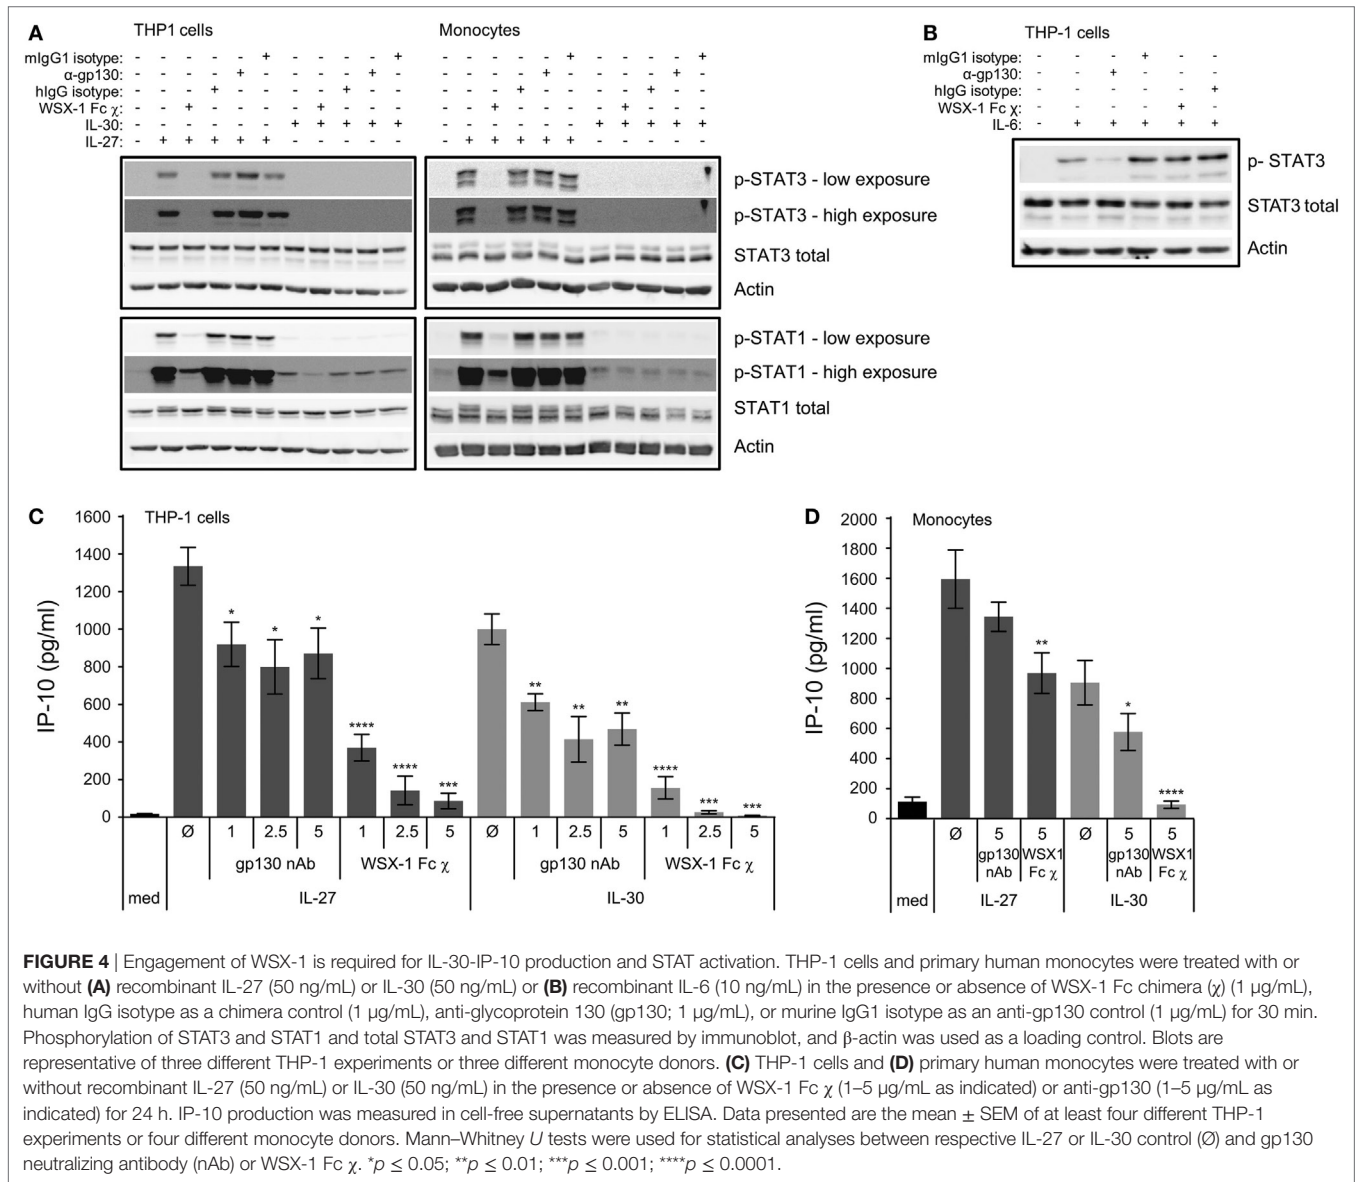 A THP1 cells Monocytes
mIgG1 isotype: - - - - - + - - - - + - - - - - + - - - - +
α-gp130: - - - - + - - - - + - - - - - + - - - - + -
hIgG isotype: - - - + - - - - + - - - - - + - - - - + - -
WSX-1 Fc χ: - - + - - - - + - - - - - + - - - - + - - -
IL-30: - - - - - - + + + + + - - - - - - + + + + +
IL-27: - + + + + + - - - - - - + + + + + - - - - -
p-STAT3 - low exposure
p-STAT3 - high exposure
STAT3 total
Actin
p-STAT1 - low exposure
p-STAT1 - high exposure
STAT1 total
Actin
B THP-1 cells
mIgG1 isotype: - - - + - -
α-gp130: - - + - - -
hIgG isotype: - - - - - +
WSX-1 Fc χ: - - - - + -
IL-6: - + + + + +
p- STAT3
STAT3 total
Actin
C THP-1 cells
IP-10 (pg/ml)
1600
1400
1200
1000
800
600
400
200
0
* * * **** **** *** ** ** ** **** *** ***
Ø 1 2.5 5 1 2.5 5 Ø 1 2.5 5 1 2.5 5
gp130 nAb WSX-1 Fc χ gp130 nAb WSX-1 Fc χ
med IL-27 IL-30
D Monocytes
IP-10 (pg/ml)
2000
1800
1600
1400
1200
1000
800
600
400
200
0
** * ****
Ø 5 5 Ø 5 5
gp130 WSX1 gp130 WSX1
nAb Fc χ nAb Fc χ
med IL-27 IL-30
FIGURE 4 | Engagement of WSX-1 is required for IL-30-IP-10 production and STAT activation. THP-1 cells and primary human monocytes were treated with or
without (A) recombinant IL-27 (50 ng/mL) or IL-30 (50 ng/mL) or (B) recombinant IL-6 (10 ng/mL) in the presence or absence of WSX-1 Fc chimera (χ) (1 µg/mL),
human IgG isotype as a chimera control (1 µg/mL), anti-glycoprotein 130 (gp130; 1 µg/mL), or murine IgG1 isotype as an anti-gp130 control (1 µg/mL) for 30 min.
Phosphorylation of STAT3 and STAT1 and total STAT3 and STAT1 was measured by immunoblot, and β-actin was used as a loading control. Blots are
representative of three different THP-1 experiments or three different monocyte donors. (C) THP-1 cells and (D) primary human monocytes were treated with or
without recombinant IL-27 (50 ng/mL) or IL-30 (50 ng/mL) in the presence or absence of WSX-1 Fc χ (1–5 µg/mL as indicated) or anti-gp130 (1–5 µg/mL as
indicated) for 24 h. IP-10 production was measured in cell-free supernatants by ELISA. Data presented are the mean ± SEM of at least four different THP-1
experiments or four different monocyte donors. Mann–Whitney U tests were used for statistical analyses between respective IL-27 or IL-30 control (Ø) and gp130
neutralizing antibody (nAb) or WSX-1 Fc χ. *p ≤ 0.05; **p ≤ 0.01; ***p ≤ 0.001; ****p ≤ 0.0001.